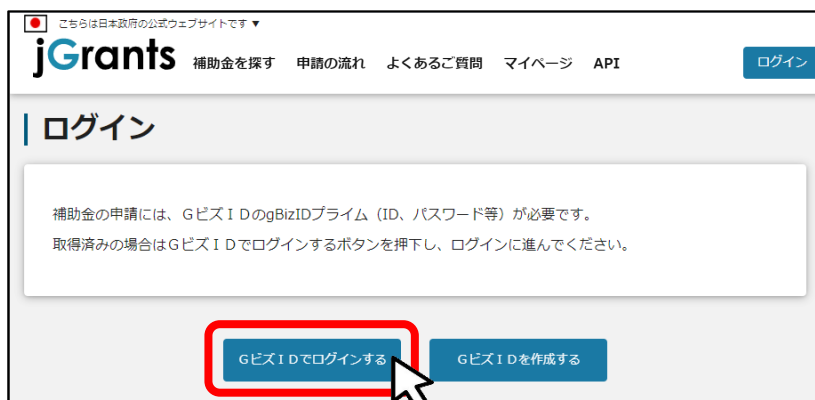 こちらは日本政府の公式ウェブサイトです ▼
jGrants 補助金を探す 申請の流れ よくあるご質問 マイページ API ログイン
ログイン
補助金の申請には、GビズIDのgBizIDプライム（ID、パスワード等）が必要です。
取得済みの場合はGビズIDでログインするボタンを押下し、ログインに進んでください。
GビズIDでログインする GビズIDを作成する